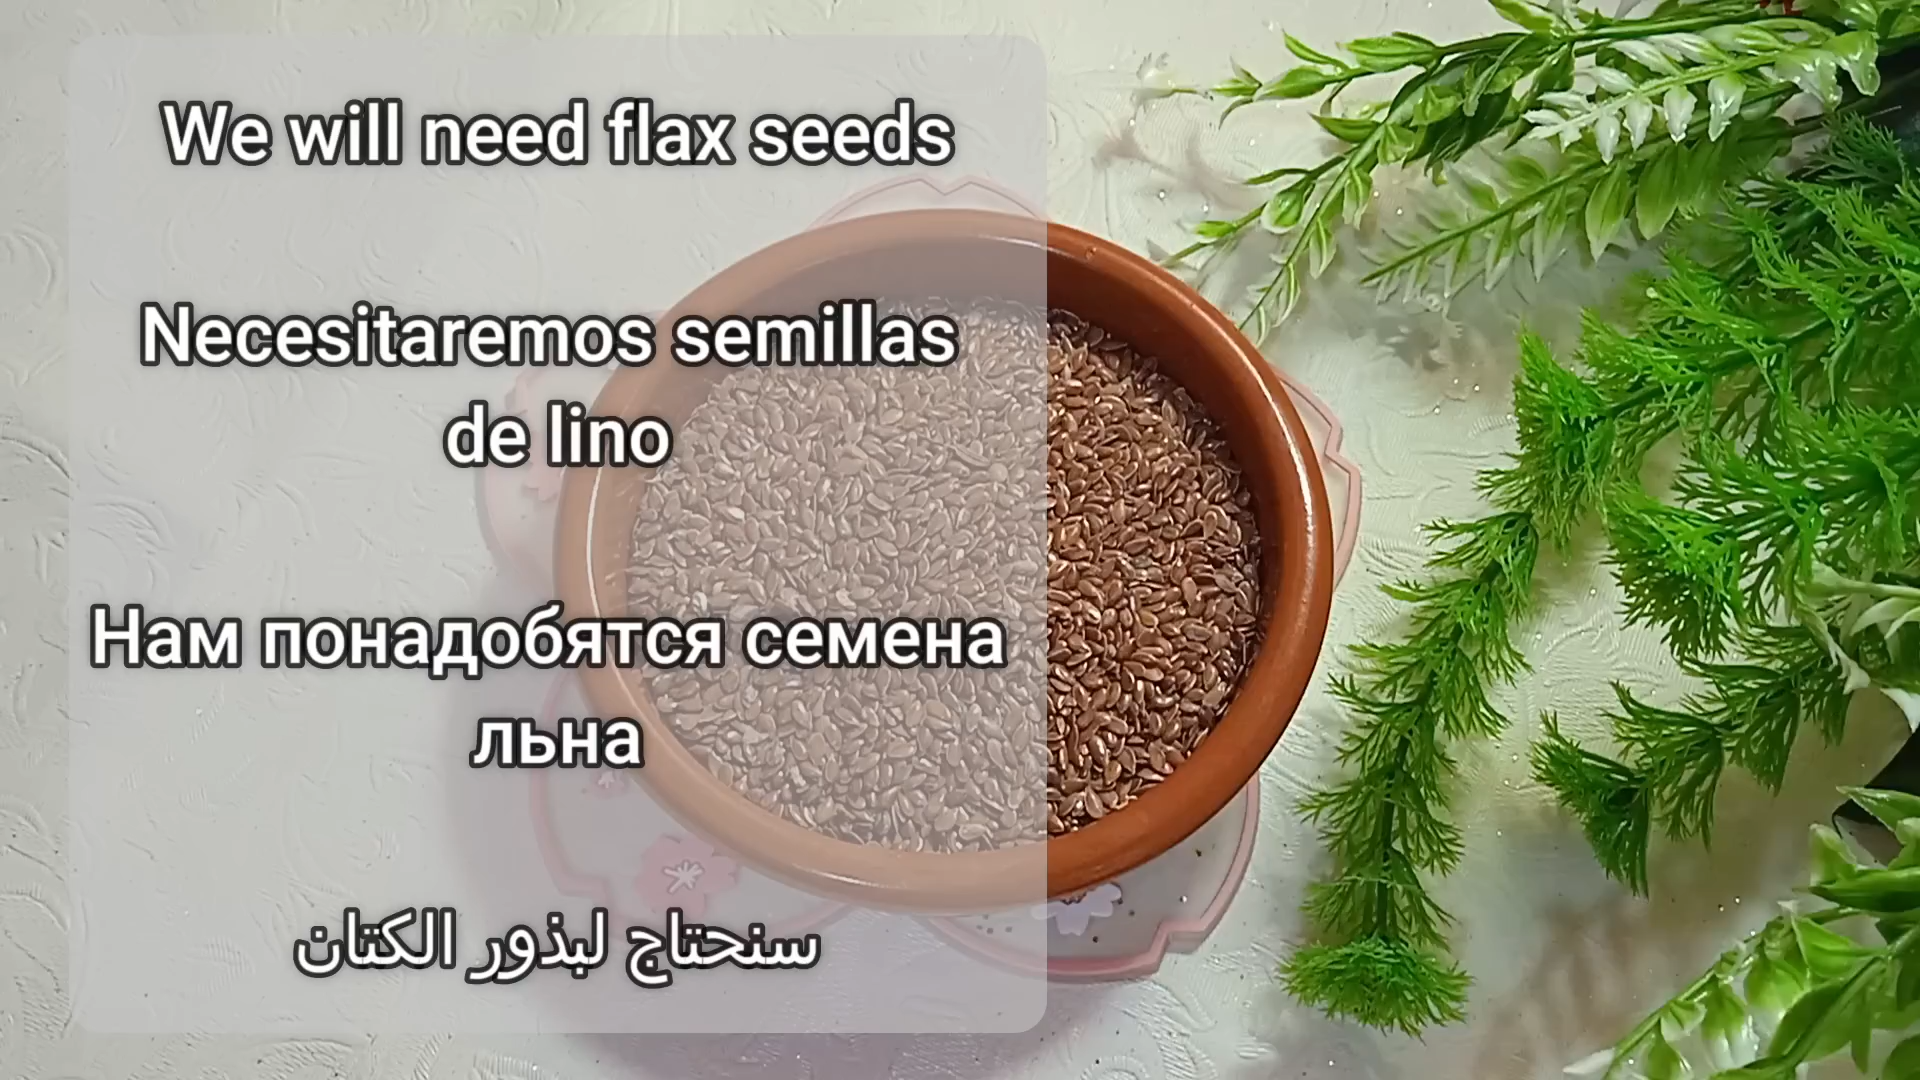 We will need flax seeds
Necesitaremos semillas
de lino
Нам понадобятся семена
льна
سنحتاج لبذور الكتان